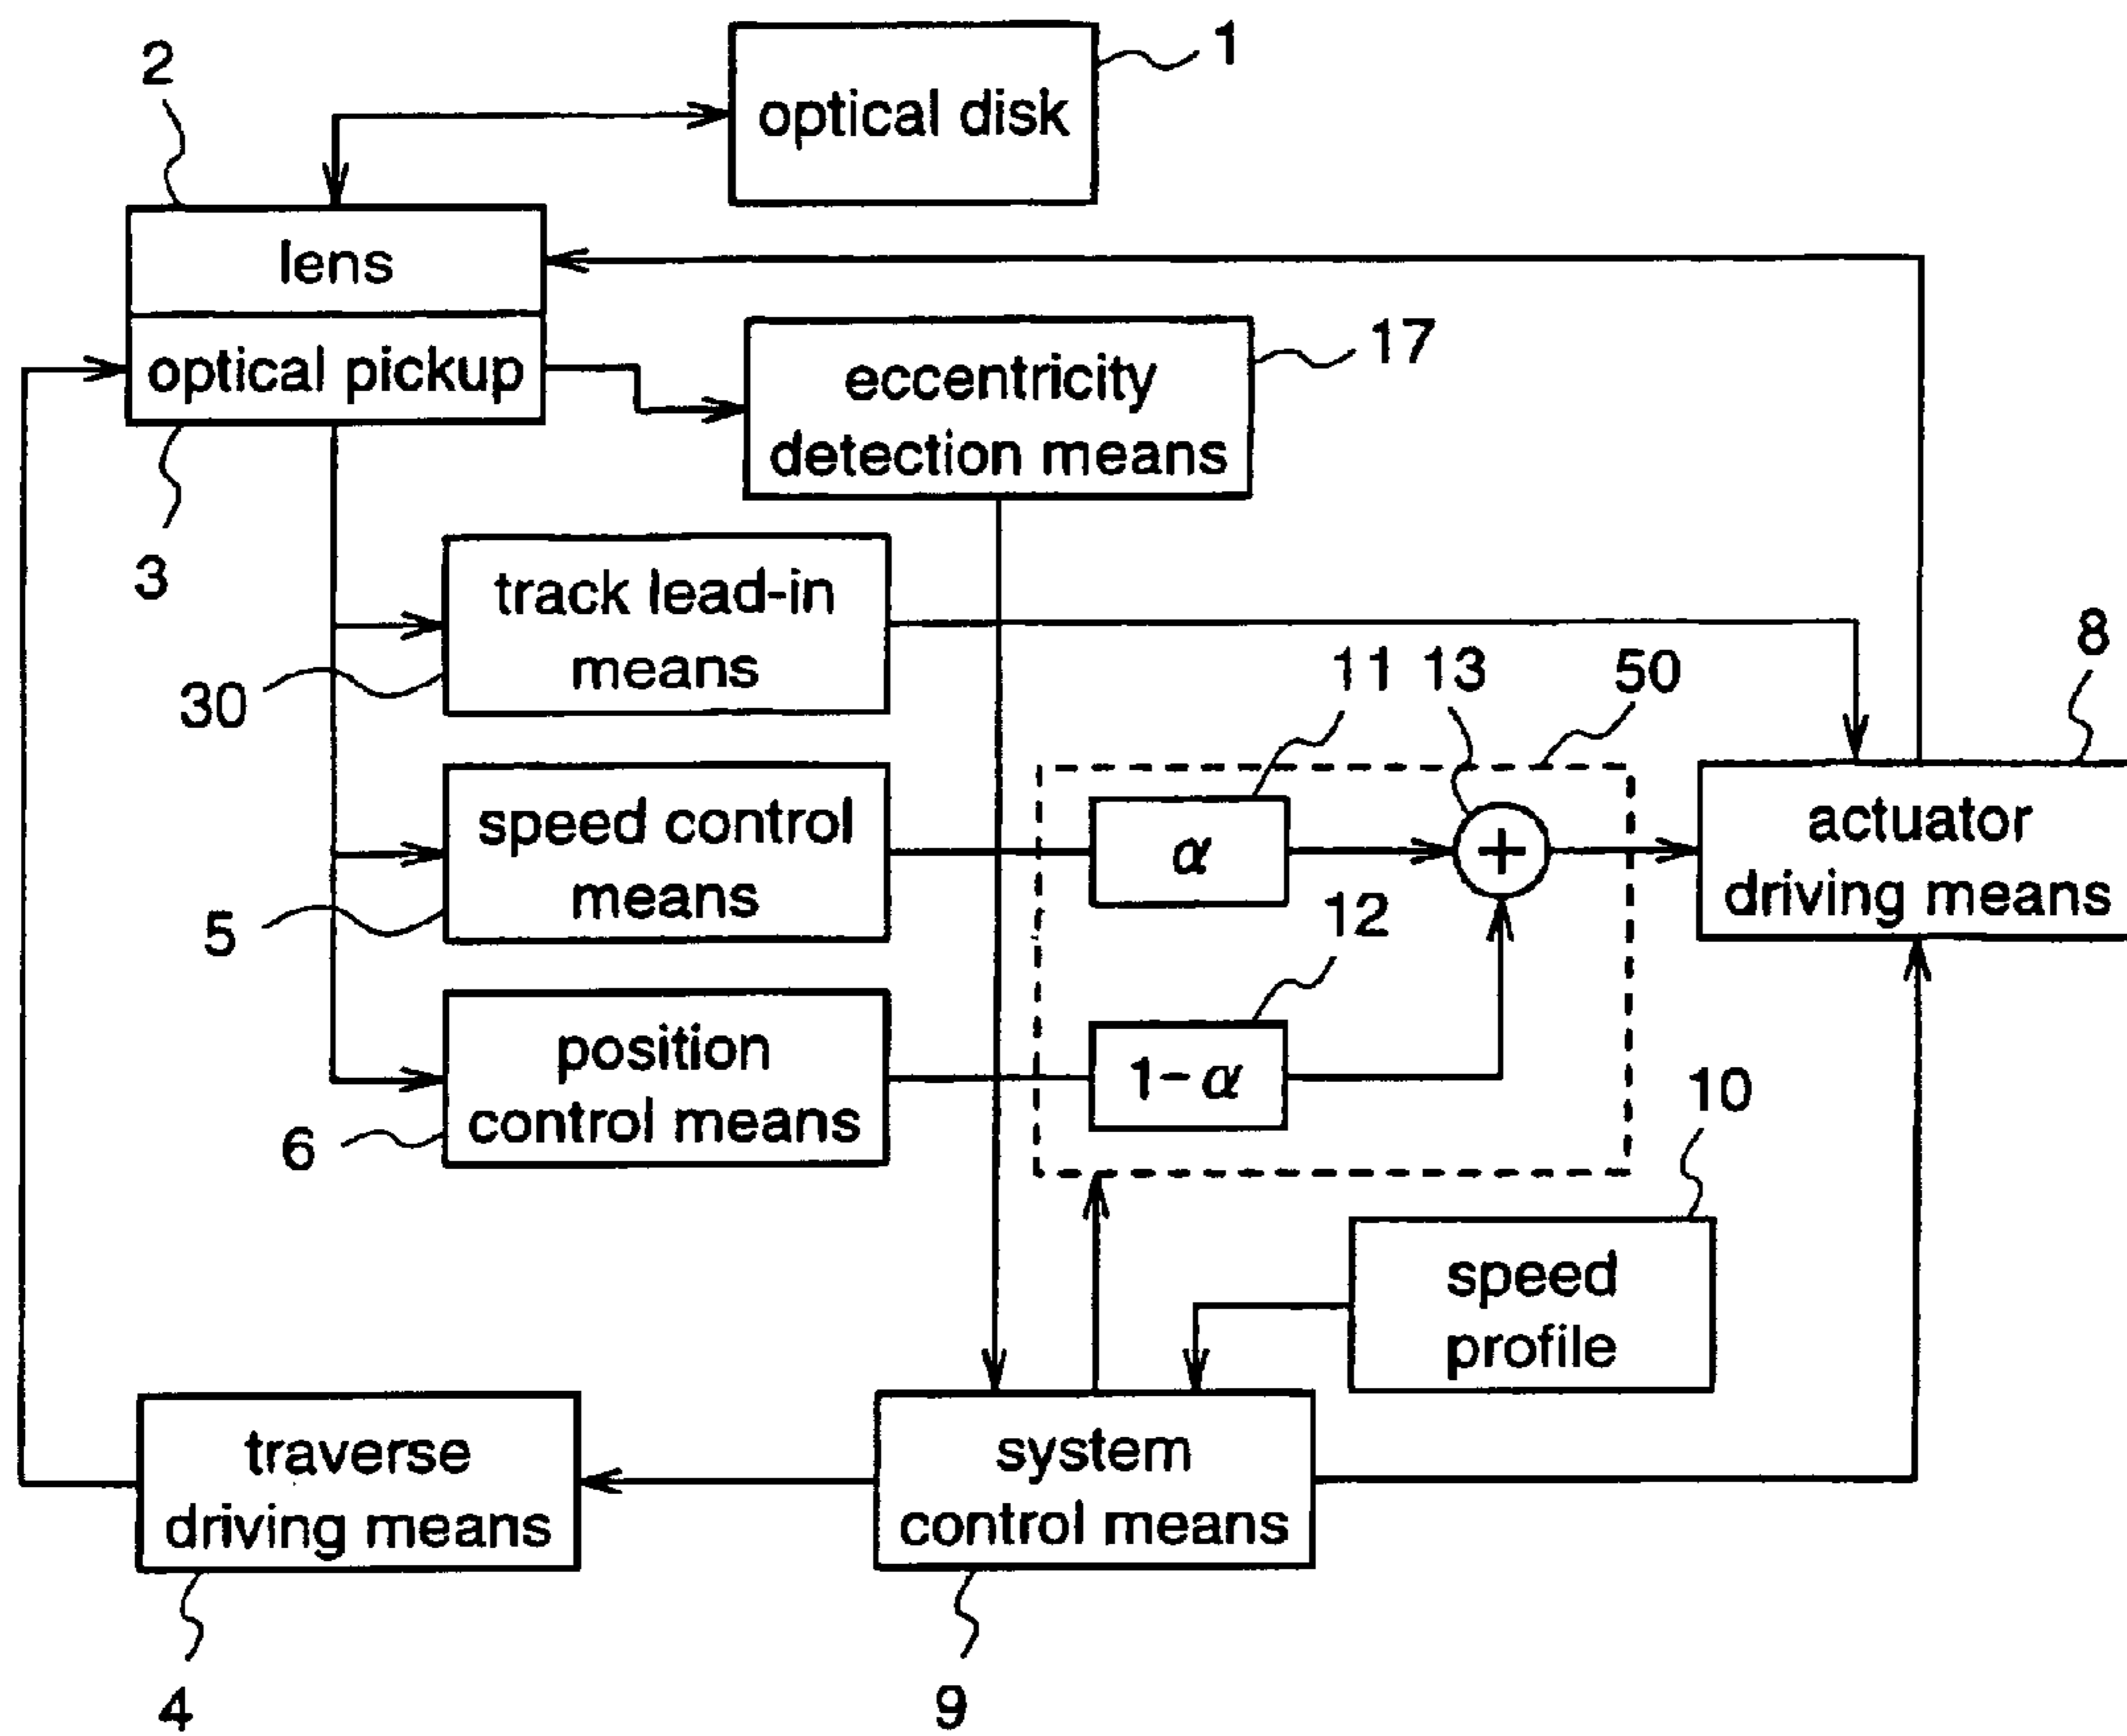 1
2
optical disk
lens
17
optical pickup
eccentricity
detection means
3
track lead-in
means
30
11
13
50
8
speed control
means
α
+
actuator
driving means
5
12
position
control means
1-α
10
6
speed
profile
traverse
driving means
system
control means
4
9